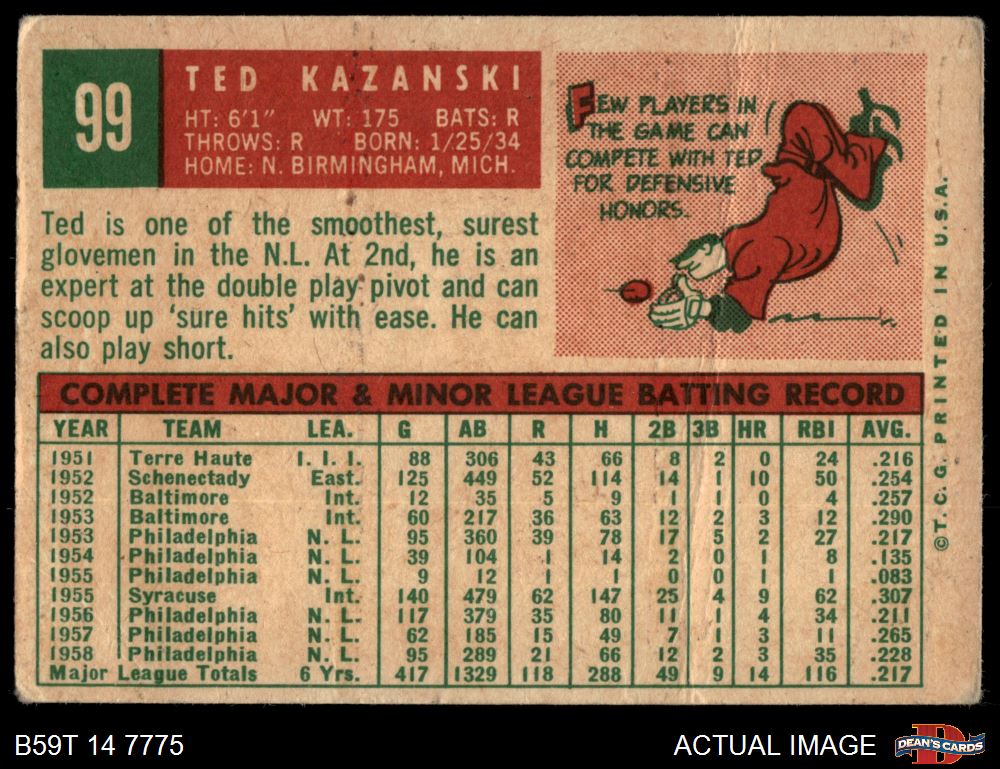 99
TED KAZANSKI
HT: 6'1" WT: 175 BATS: R
THROWS: R BORN: 1/25/34
HOME: N. BIRMINGHAM, MICH.
FEW PLAYERS IN
THE GAME CAN
COMPETE WITH TED
FOR DEFENSIVE
HONORS.
Ted is one of the smoothest, surest
glovemen in the N.L. At 2nd, he is an
expert at the double play pivot and can
scoop up 'sure hits' with ease. He can
also play short.
COMPLETE MAJOR & MINOR LEAGUE BATTING RECORD
YEAR TEAM LEA. G AB R H 2B 3B HR RBI AVG.
1951 Terre Haute I. I. I. 88 306 43 66 8 2 0 24 .216
1952 Schenectady East. 125 449 52 114 14 1 10 50 .254
1952 Baltimore Int. 12 35 5 9 1 1 0 4 .257
1953 Baltimore Int. 60 217 36 63 12 2 3 12 .290
1953 Philadelphia N. L. 95 360 39 78 17 5 2 27 .217
1954 Philadelphia N. L. 39 104 1 14 2 0 1 8 .135
1955 Philadelphia N. L. 9 12 1 1 0 0 1 1 .083
1955 Syracuse Int. 140 479 62 147 25 4 9 62 .307
1956 Philadelphia N. L. 117 379 35 80 11 1 4 34 .211
1957 Philadelphia N. L. 62 185 15 49 7 1 3 11 .265
1958 Philadelphia N. L. 95 289 21 66 12 2 3 35 .228
Major League Totals 6 Yrs. 417 1329 118 288 49 9 14 116 .217
©T. C. G. PRINTED IN U.S.A.
B59T 14 7775
ACTUAL IMAGE
D
DEAN'S CARDS